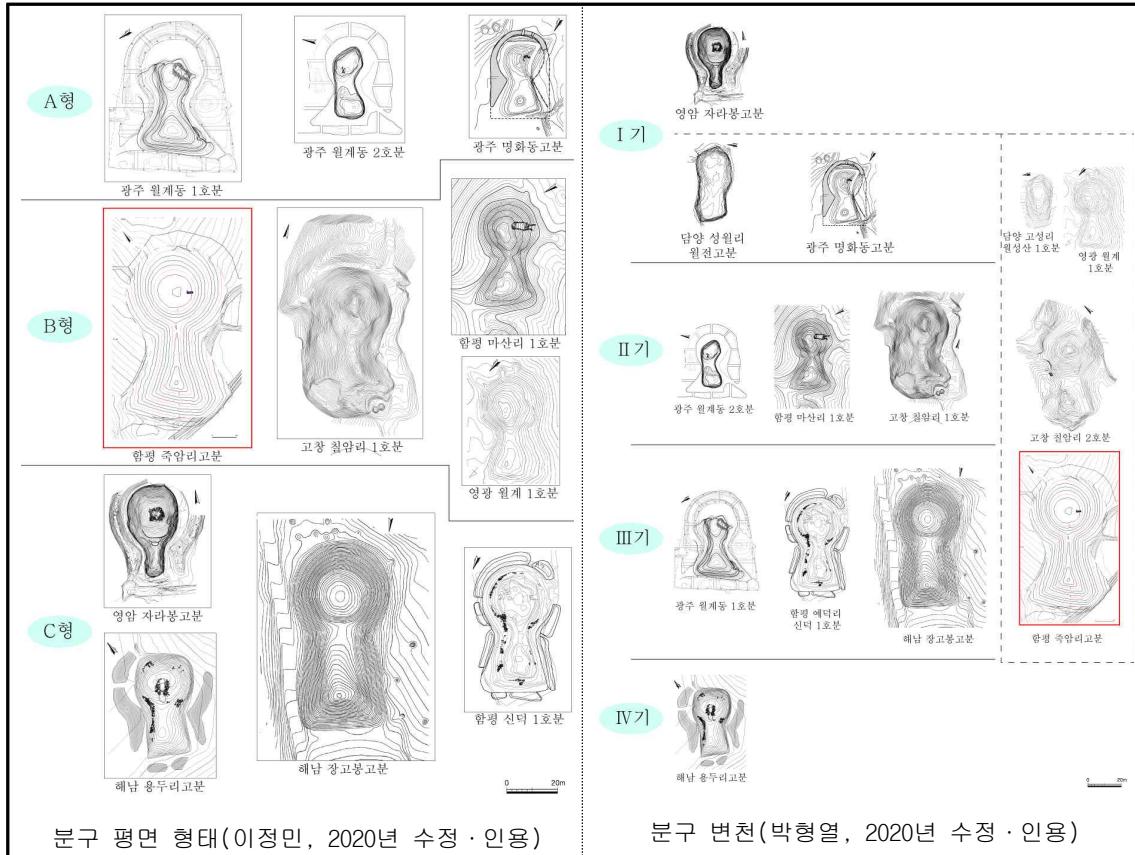 A형
광주 월계동 1호분
광주 월계동 2호분
광주 명화동고분
B형
함평 죽암리고분
고창 칠암리 1호분
함평 마산리 1호분
영광 월계 1호분
C형
영암 자라봉고분
해남 용두리고분
해남 장고봉고분
함평 신덕 1호분
0 20m
분구 평면 형태(이정민, 2020년 수정·인용)
Ⅰ기
영암 자라봉고분
담양 성월리
월전고분
광주 명화동고분
담양 고성리
월성산 1호분
영광 월계
1호분
Ⅱ기
광주 월계동 2호분
함평 마산리 1호분
고창 칠암리 1호분
고창 칠암리 2호분
Ⅲ기
광주 월계동 1호분
함평 예덕리
신덕 1호분
해남 장고봉고분
함평 죽암리고분
Ⅳ기
해남 용두리고분
0 20m
분구 변천(박형열, 2020년 수정·인용)